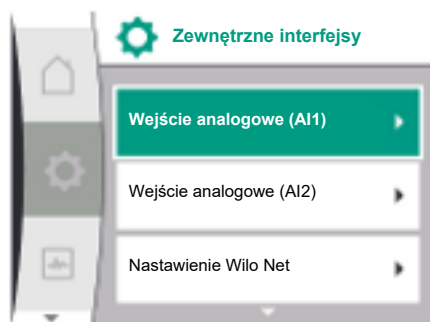 Zewnętrzne interfejsy
Wejście analogowe (AI1)
Wejście analogowe (AI2)
Nastawienie Wilo Net